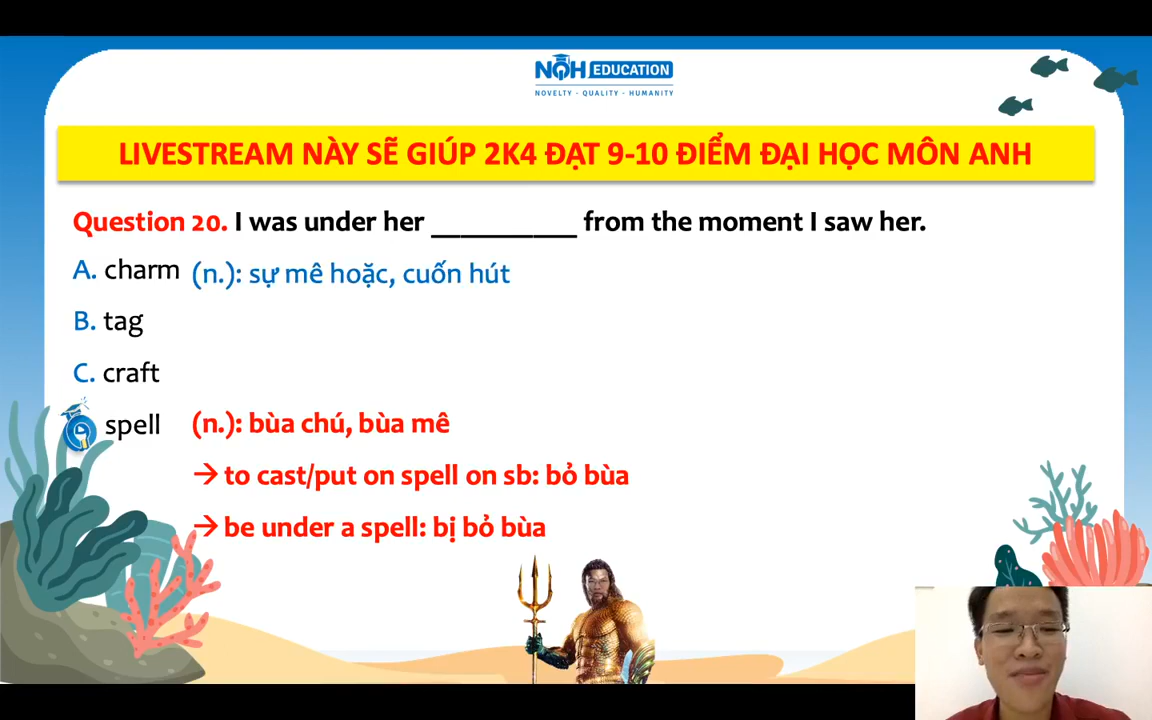 NQH EDUCATION
NOVELTY - QUALITY - HUMANITY
LIVESTREAM NÀY SẼ GIÚP 2K4 ĐẠT 9-10 ĐIỂM ĐẠI HỌC MÔN ANH
Question 20. I was under her __________ from the moment I saw her.
A. charm (n.): sự mê hoặc, cuốn hút
B. tag
C. craft
spell (n.): bùa chú, bùa mê
→ to cast/put on spell on sb: bỏ bùa
→ be under a spell: bị bỏ bùa